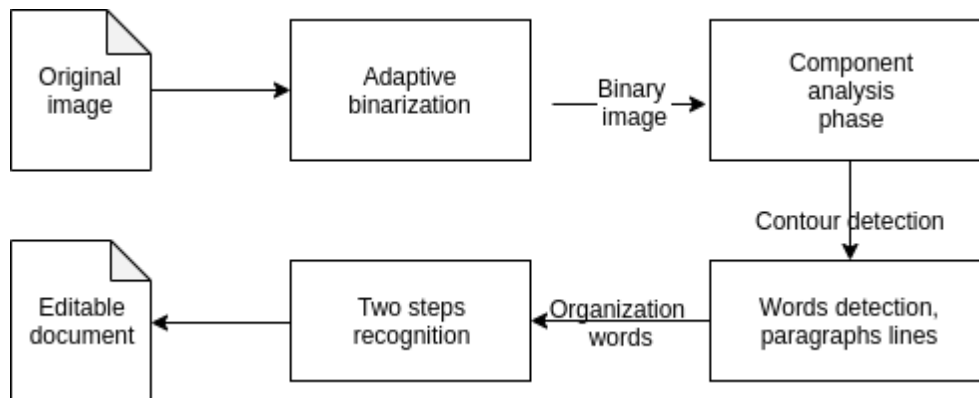 Original
image
Adaptive
binarization
Binary
image
Component
analysis
phase
Contour detection
Words detection,
paragraphs lines
Organization
words
Two steps
recognition
Editable
document